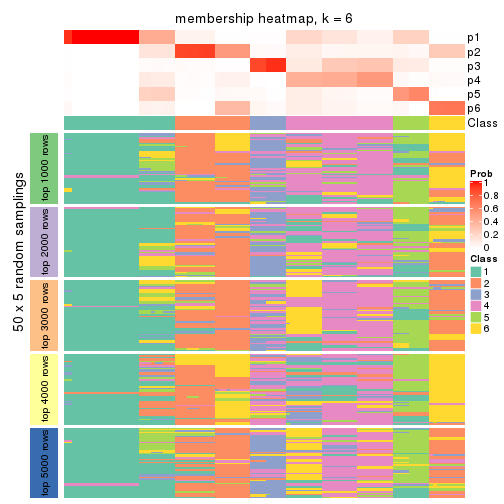 membership heatmap, k = 6
p1
p2
p3
p4
p5
p6
Class
50 x 5 random samplings
top 1000 rows
top 2000 rows
top 3000 rows
top 4000 rows
top 5000 rows
Prob
1
0.8
0.6
0.4
0.2
0
Class
1
2
3
4
5
6